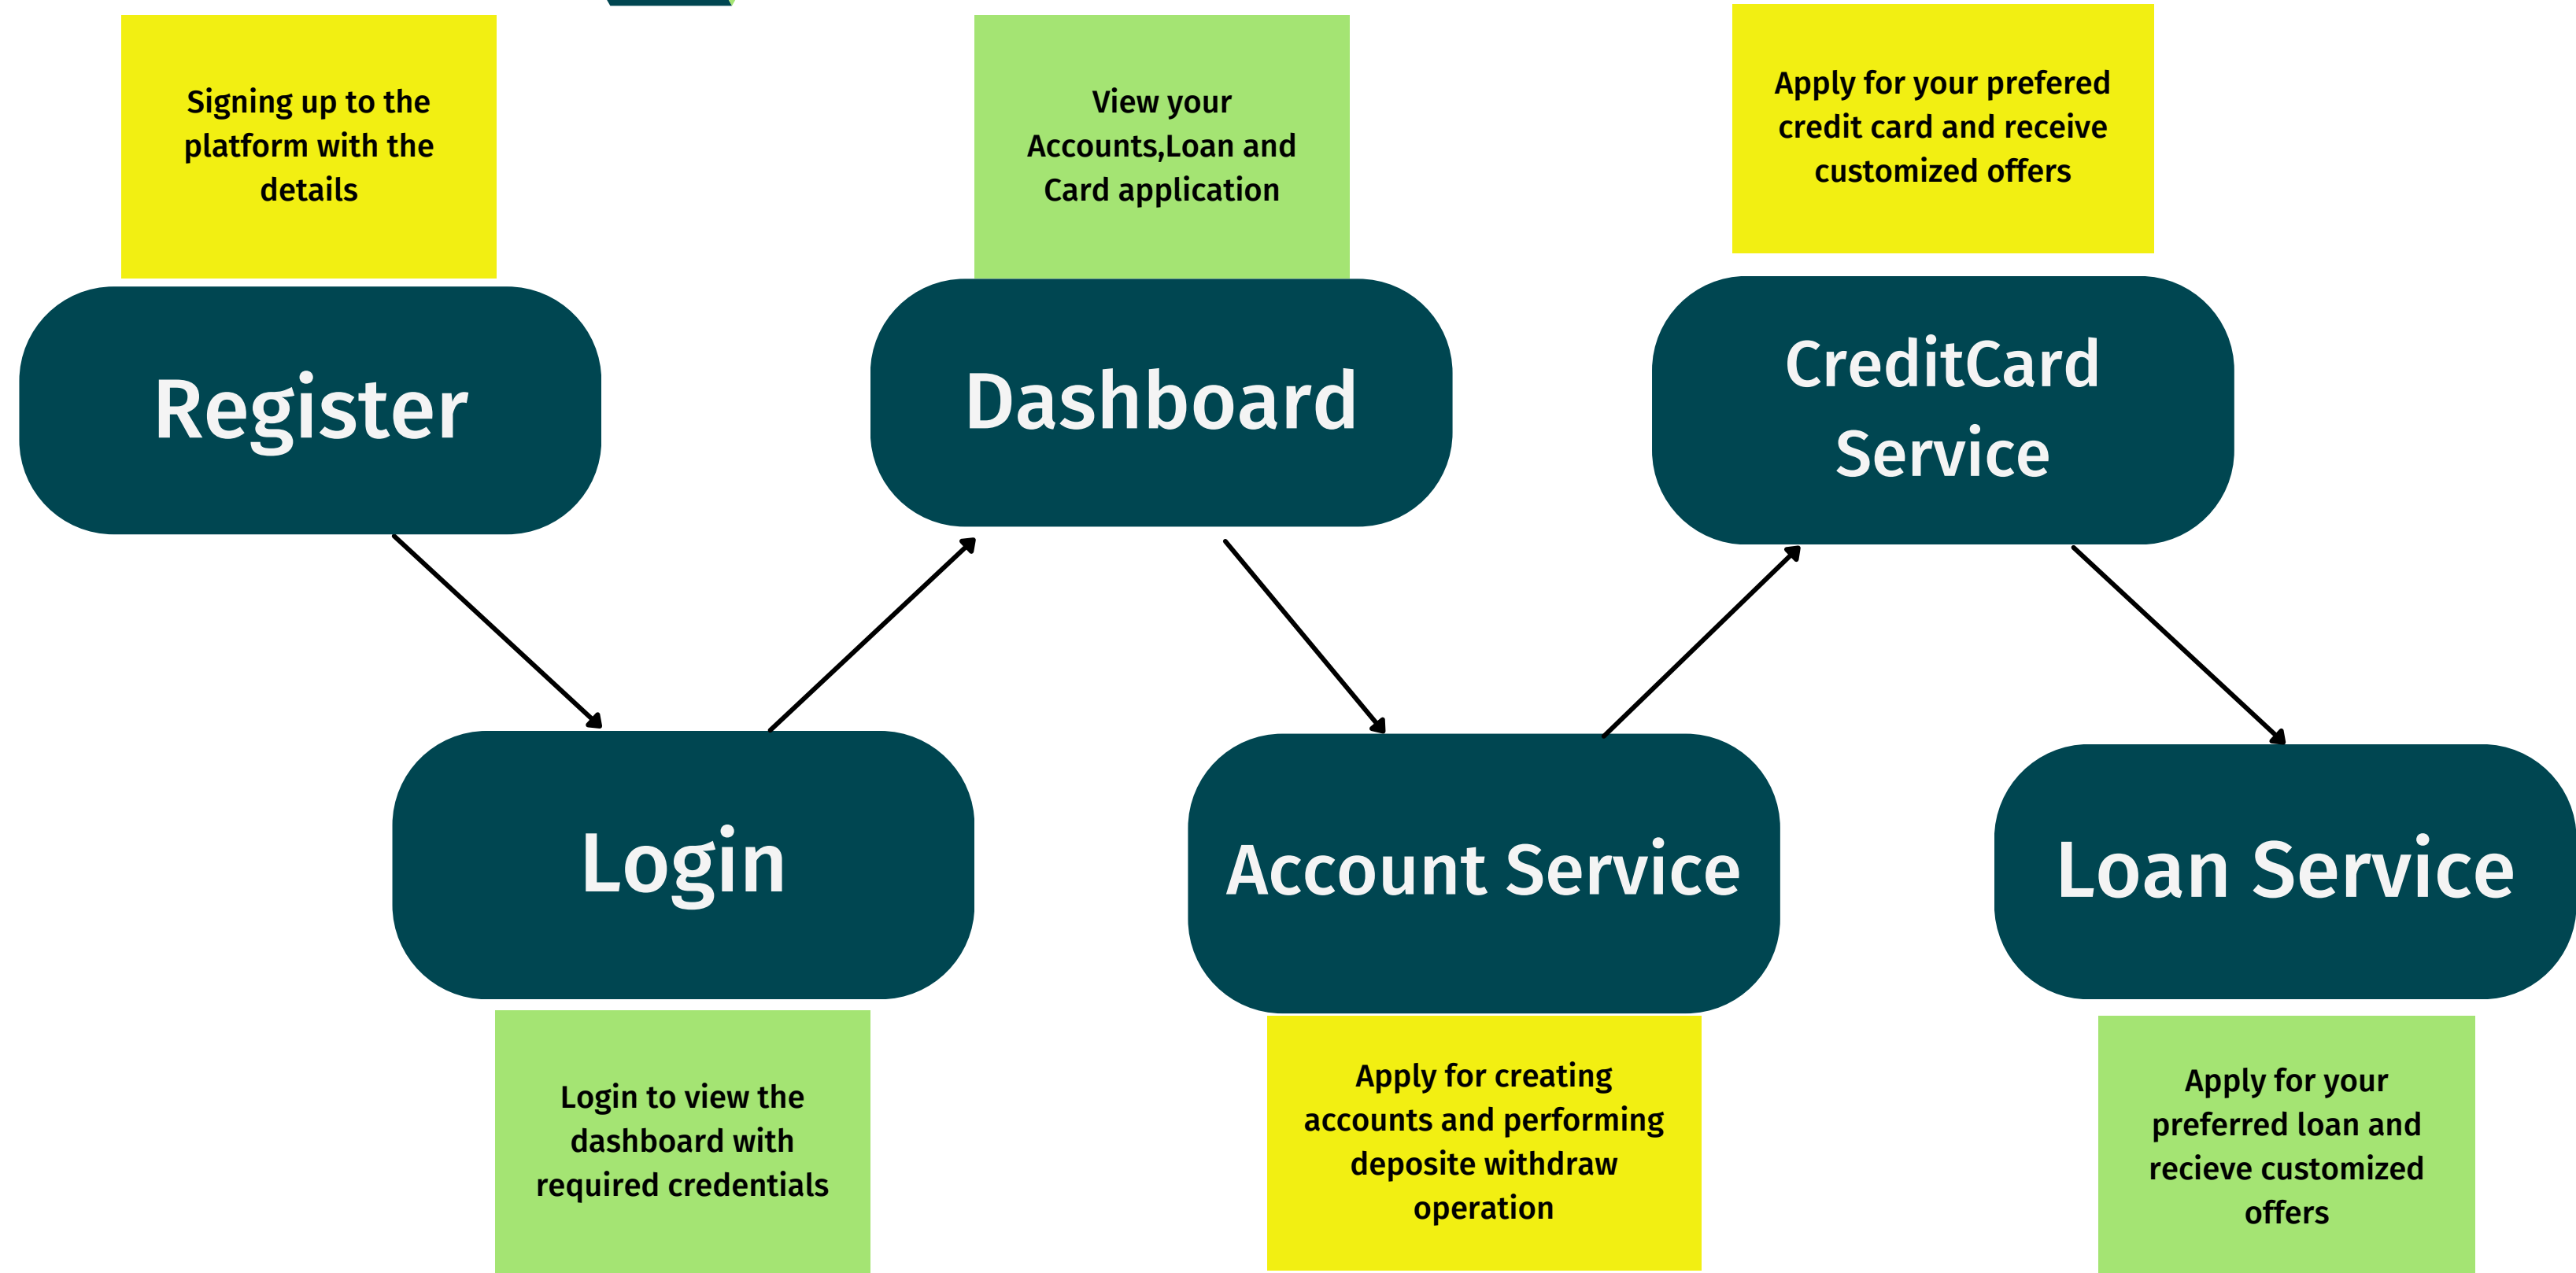 Signing up to the
platform with the
details
Register
Login
Login to view the
dashboard with
required credentials
View your
Accounts,Loan and
Card application
Dashboard
Account Service
Apply for creating
accounts and performing
deposite withdraw
operation
Apply for your prefered
credit card and receive
customized offers
CreditCard
Service
Loan Service
Apply for your
preferred loan and
recieve customized
offers